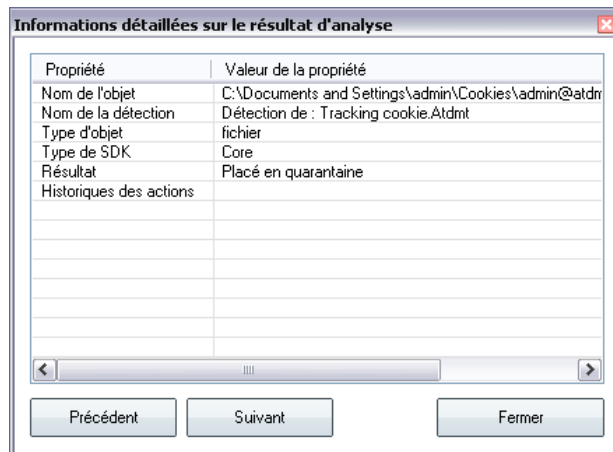 Informations détaillées sur le résultat d'analyse
Propriété Valeur de la propriété
Nom de l'objet C:\Documents and Settings\admin\Cookies\admin@atdm
Nom de la détection Détection de : Tracking cookie.Atdmt
Type d'objet fichier
Type de SDK Core
Résultat Placé en quarantaine
Historiques des actions
Précédent Suivant Fermer